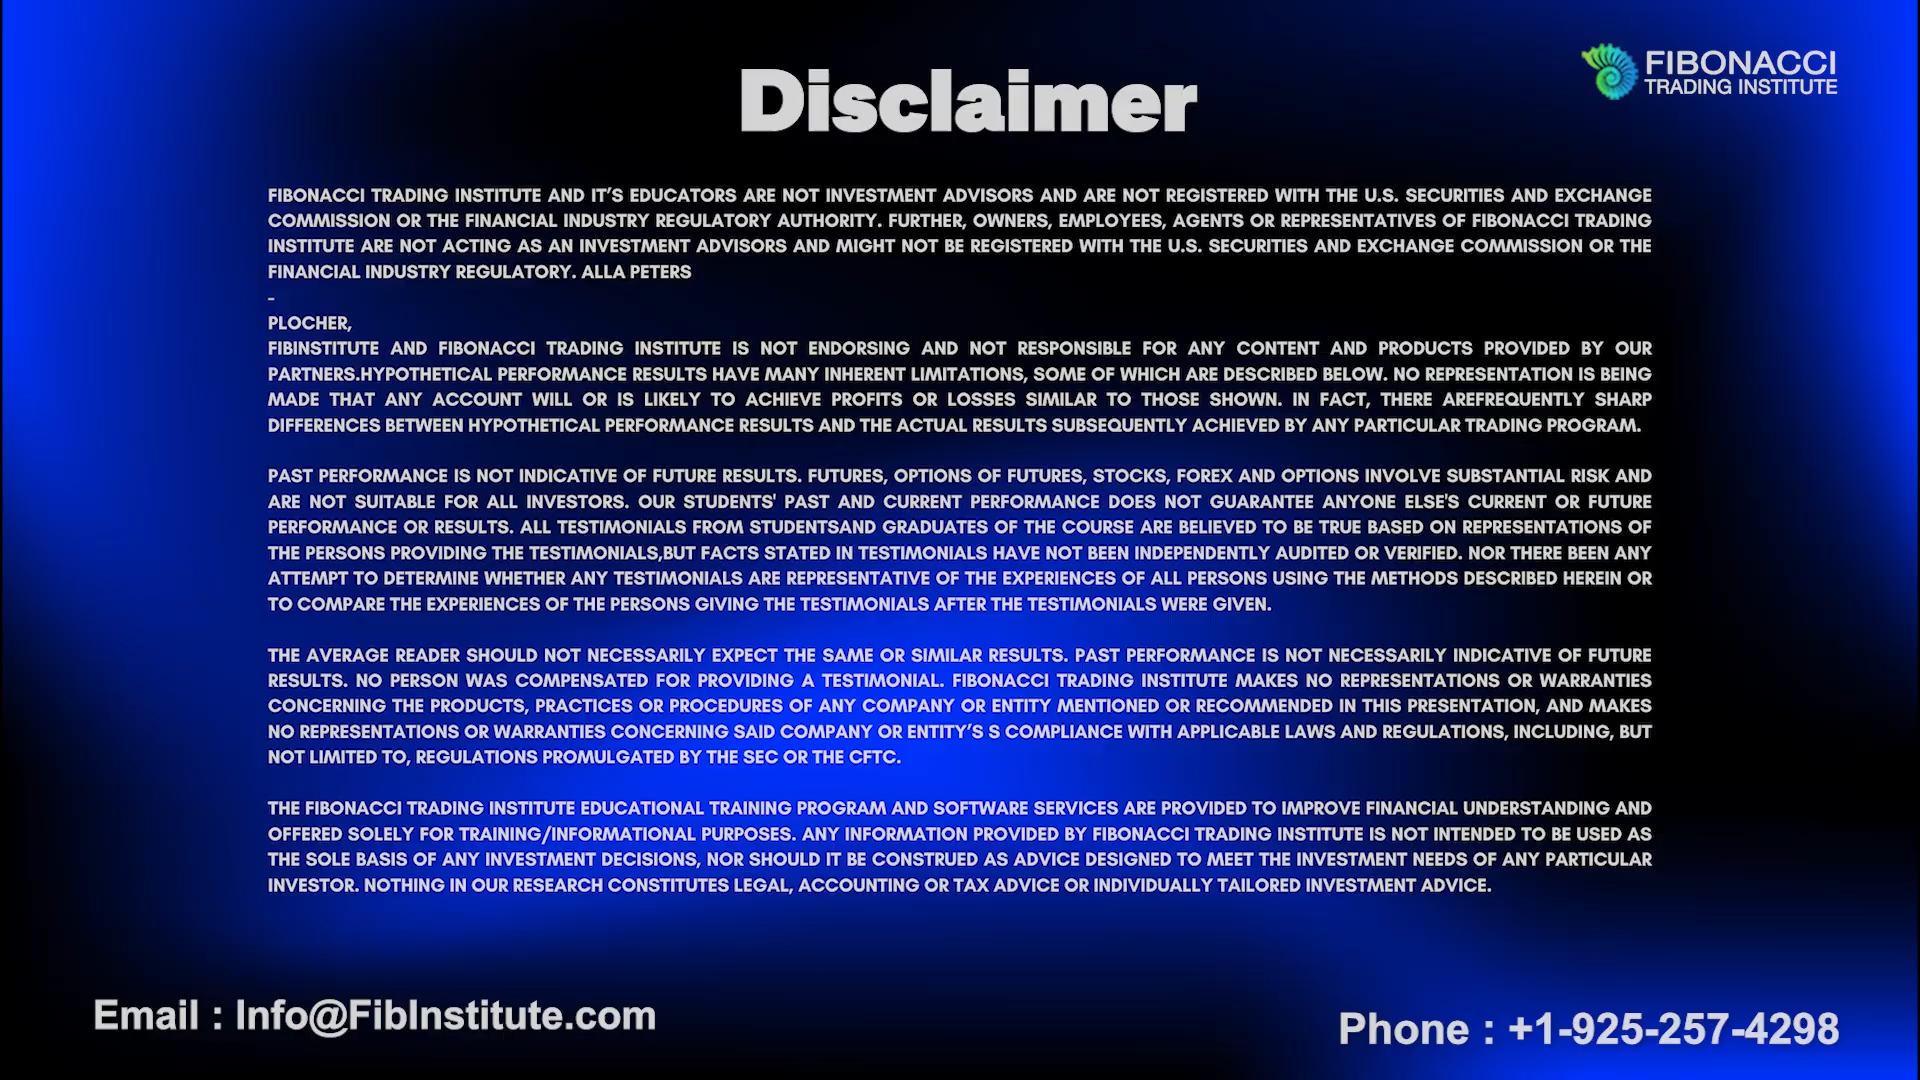 FIBONACCI
TRADING INSTITUTE
Disclaimer
FIBONACCI TRADING INSTITUTE AND IT'S EDUCATORS ARE NOT INVESTMENT ADVISORS AND ARE NOT REGISTERED WITH THE U.S. SECURITIES AND EXCHANGE
COMMISSION OR THE FINANCIAL INDUSTRY REGULATORY AUTHORITY. FURTHER, OWNERS, EMPLOYEES, AGENTS OR REPRESENTATIVES OF FIBONACCI TRADING
INSTITUTE ARE NOT ACTING AS AN INVESTMENT ADVISORS AND MIGHT NOT BE REGISTERED WITH THE U.S. SECURITIES AND EXCHANGE COMMISSION OR THE
FINANCIAL INDUSTRY REGULATORY. ALLA PETERS
-
PLOCHER,
FIBINSTITUTE AND FIBONACCI TRADING INSTITUTE IS NOT ENDORSING AND NOT RESPONSIBLE FOR ANY CONTENT AND PRODUCTS PROVIDED BY OUR
PARTNERS.HYPOTHETICAL PERFORMANCE RESULTS HAVE MANY INHERENT LIMITATIONS, SOME OF WHICH ARE DESCRIBED BELOW. NO REPRESENTATION IS BEING
MADE THAT ANY ACCOUNT WILL OR IS LIKELY TO ACHIEVE PROFITS OR LOSSES SIMILAR TO THOSE SHOWN. IN FACT, THERE AREFREQUENTLY SHARP
DIFFERENCES BETWEEN HYPOTHETICAL PERFORMANCE RESULTS AND THE ACTUAL RESULTS SUBSEQUENTLY ACHIEVED BY ANY PARTICULAR TRADING PROGRAM.
PAST PERFORMANCE IS NOT INDICATIVE OF FUTURE RESULTS. FUTURES, OPTIONS OF FUTURES, STOCKS, FOREX AND OPTIONS INVOLVE SUBSTANTIAL RISK AND
ARE NOT SUITABLE FOR ALL INVESTORS. OUR STUDENTS' PAST AND CURRENT PERFORMANCE DOES NOT GUARANTEE ANYONE ELSE'S CURRENT OR FUTURE
PERFORMANCE OR RESULTS. ALL TESTIMONIALS FROM STUDENTSAND GRADUATES OF THE COURSE ARE BELIEVED TO BE TRUE BASED ON REPRESENTATIONS OF
THE PERSONS PROVIDING THE TESTIMONIALS,BUT FACTS STATED IN TESTIMONIALS HAVE NOT BEEN INDEPENDENTLY AUDITED OR VERIFIED. NOR THERE BEEN ANY
ATTEMPT TO DETERMINE WHETHER ANY TESTIMONIALS ARE REPRESENTATIVE OF THE EXPERIENCES OF ALL PERSONS USING THE METHODS DESCRIBED HEREIN OR
TO COMPARE THE EXPERIENCES OF THE PERSONS GIVING THE TESTIMONIALS AFTER THE TESTIMONIALS WERE GIVEN.
THE AVERAGE READER SHOULD NOT NECESSARILY EXPECT THE SAME OR SIMILAR RESULTS. PAST PERFORMANCE IS NOT NECESSARILY INDICATIVE OF FUTURE
RESULTS. NO PERSON WAS COMPENSATED FOR PROVIDING A TESTIMONIAL. FIBONACCI TRADING INSTITUTE MAKES NO REPRESENTATIONS OR WARRANTIES
CONCERNING THE PRODUCTS, PRACTICES OR PROCEDURES OF ANY COMPANY OR ENTITY MENTIONED OR RECOMMENDED IN THIS PRESENTATION, AND MAKES
NO REPRESENTATIONS OR WARRANTIES CONCERNING SAID COMPANY OR ENTITY'S S COMPLIANCE WITH APPLICABLE LAWS AND REGULATIONS, INCLUDING, BUT
NOT LIMITED TO, REGULATIONS PROMULGATED BY THE SEC OR THE CFTC.
THE FIBONACCI TRADING INSTITUTE EDUCATIONAL TRAINING PROGRAM AND SOFTWARE SERVICES ARE PROVIDED TO IMPROVE FINANCIAL UNDERSTANDING AND
OFFERED SOLELY FOR TRAINING/INFORMATIONAL PURPOSES. ANY INFORMATION PROVIDED BY FIBONACCI TRADING INSTITUTE IS NOT INTENDED TO BE USED AS
THE SOLE BASIS OF ANY INVESTMENT DECISIONS, NOR SHOULD IT BE CONSTRUED AS ADVICE DESIGNED TO MEET THE INVESTMENT NEEDS OF ANY PARTICULAR
INVESTOR. NOTHING IN OUR RESEARCH CONSTITUTES LEGAL, ACCOUNTING OR TAX ADVICE OR INDIVIDUALLY TAILORED INVESTMENT ADVICE.
Email : Info@FibInstitute.com
Phone : +1-925-257-4298